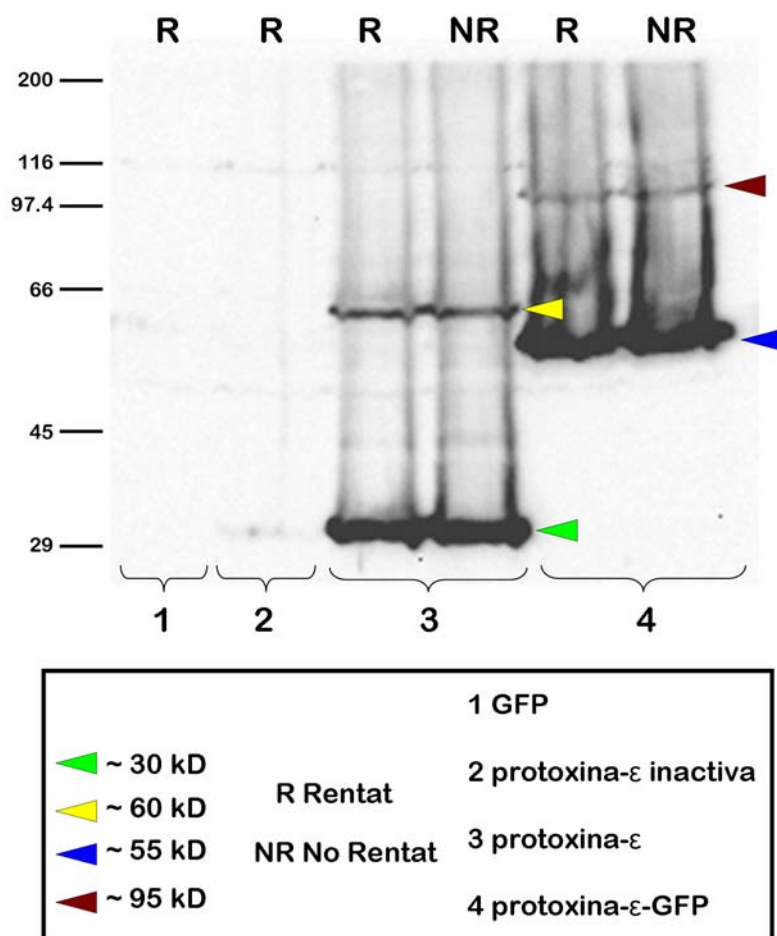 R R R NR R NR
200
116
97.4
66
45
29
1 2 3 4
1 GFP
~ 30 kD
2 protoxina-ε inactiva
R Rentat
~ 60 kD
3 protoxina-ε
NR No Rentat
~ 55 kD
4 protoxina-ε-GFP
~ 95 kD